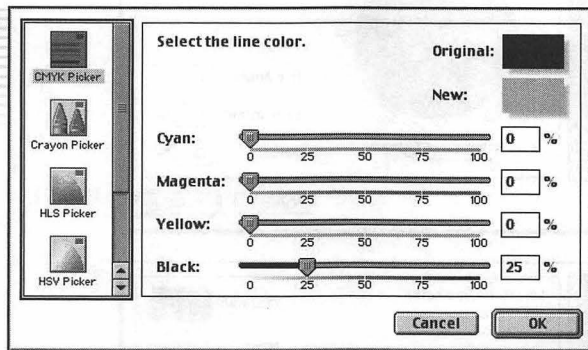 CMYK Picker
Crayon Picker
HLS Picker
HSV Picker
Select the line color.
Original:
New:
Cyan:
0 25 50 75 100
0 %
Magenta:
0 25 50 75 100
0 %
Yellow:
0 25 50 75 100
0 %
Black:
0 25 50 75 100
25 %
Cancel
OK